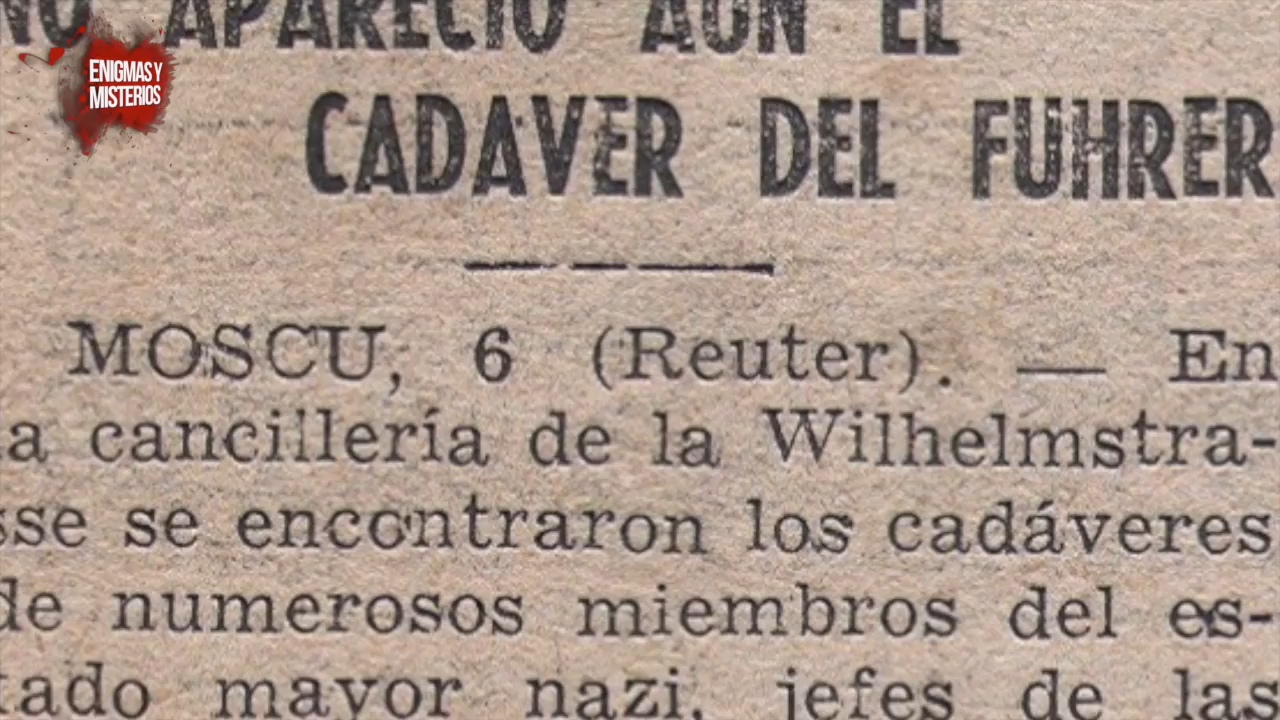 NO APARECIO AUN EL
ENIGMAS Y
MISTERIOS
CADAVER DEL FUHRER
MOSCU, 6 (Reuter). — En
a cancillería de la Wilhelmstra-
sse se encontraron los cadáveres
de numerosos miembros del es-
tado mayor nazi, jefes de las